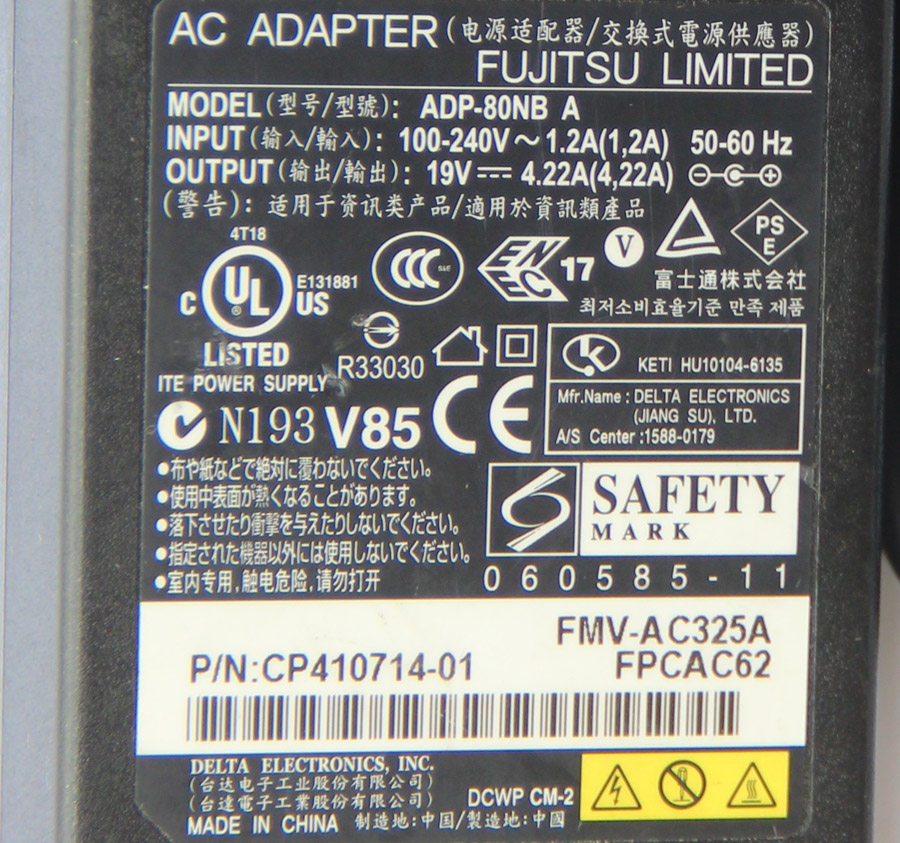 AC ADAPTER(电源适配器/交換式電源供應器)
FUJITSU LIMITED
MODEL(型号/型號): ADP-80NB A
INPUT(输入/輸入): 100-240V～1.2A(1,2A) 50-60 Hz
OUTPUT(输出/輸出): 19V⎓4.22A(4,22A)
(警告): 适用于资讯类产品/適用於資訊類產品
4T18
C UL US
®
E131881
LISTED
ITE POWER SUPPLY
CCC S&E
ENEC 17
V
PSE
富士通株式会社
최저소비효율기준 만족 제품
R33030
N193 V85 CE
KETI HU10104-6135
Mfr.Name : DELTA ELECTRONICS
(JIANG SU), LTD.
A/S Center :1588-0179
•布や紙などで絶対に覆わないでください。
•使用中表面が熱くなることがあります。
•落下させたり衝撃を与えたりしないでください。
•指定された機器以外には使用しないでください。
•室内专用,触电危险,请勿打开
SAFETY
MARK
060585-11
FMV-AC325A
P/N:CP410714-01
FPCAC62
DELTA ELECTRONICS, INC.
(台达电子工业股份有限公司)
(台達電子工業股份有限公司)
DCWP CM-2
MADE IN CHINA 制造地:中国/製造地:中國